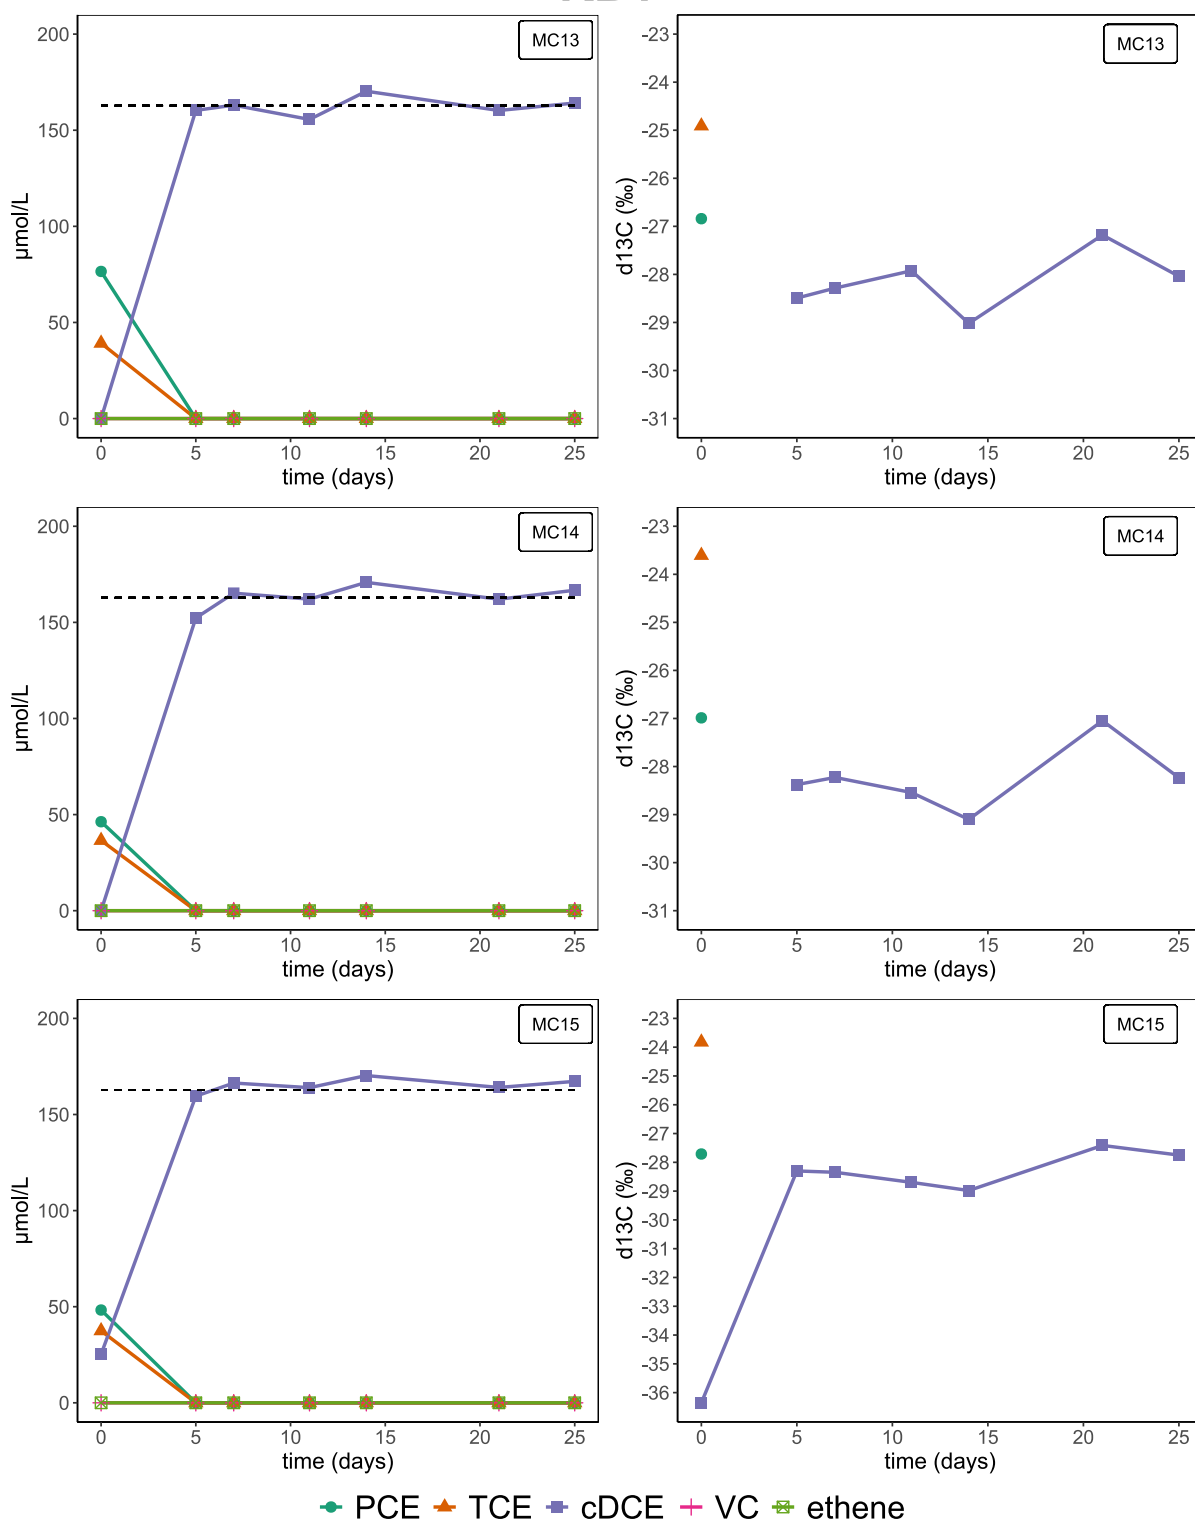 200
150
100
50
0
µmol/L
MC13
0 5 10 15 20 25
time (days)
-23
-24
-25
-26
-27
-28
-29
-30
-31
d13C (‰)
MC13
0 5 10 15 20 25
time (days)
200
150
100
50
0
µmol/L
MC14
0 5 10 15 20 25
time (days)
-23
-24
-25
-26
-27
-28
-29
-30
-31
d13C (‰)
MC14
0 5 10 15 20 25
time (days)
200
150
100
50
0
µmol/L
MC15
0 5 10 15 20 25
time (days)
-23
-24
-25
-26
-27
-28
-29
-30
-31
-32
-33
-34
-35
-36
d13C (‰)
MC15
0 5 10 15 20 25
time (days)
PCE TCE cDCE VC ethene